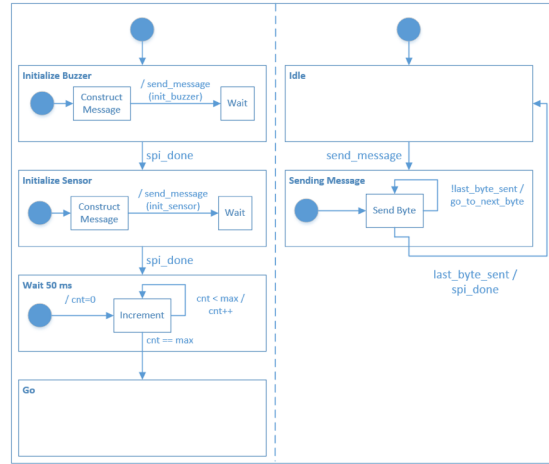 Initialize Buzzer
Construct
Message
/ send_message
(init_buzzer)
Wait
spi_done
Initialize Sensor
Construct
Message
/ send_message
(init_sensor)
Wait
spi_done
Wait 50 ms
/ cnt=0
Increment
cnt < max /
cnt++
cnt == max
Go
Idle
send_message
Sending Message
Send Byte
!last_byte_sent /
go_to_next_byte
last_byte_sent /
spi_done